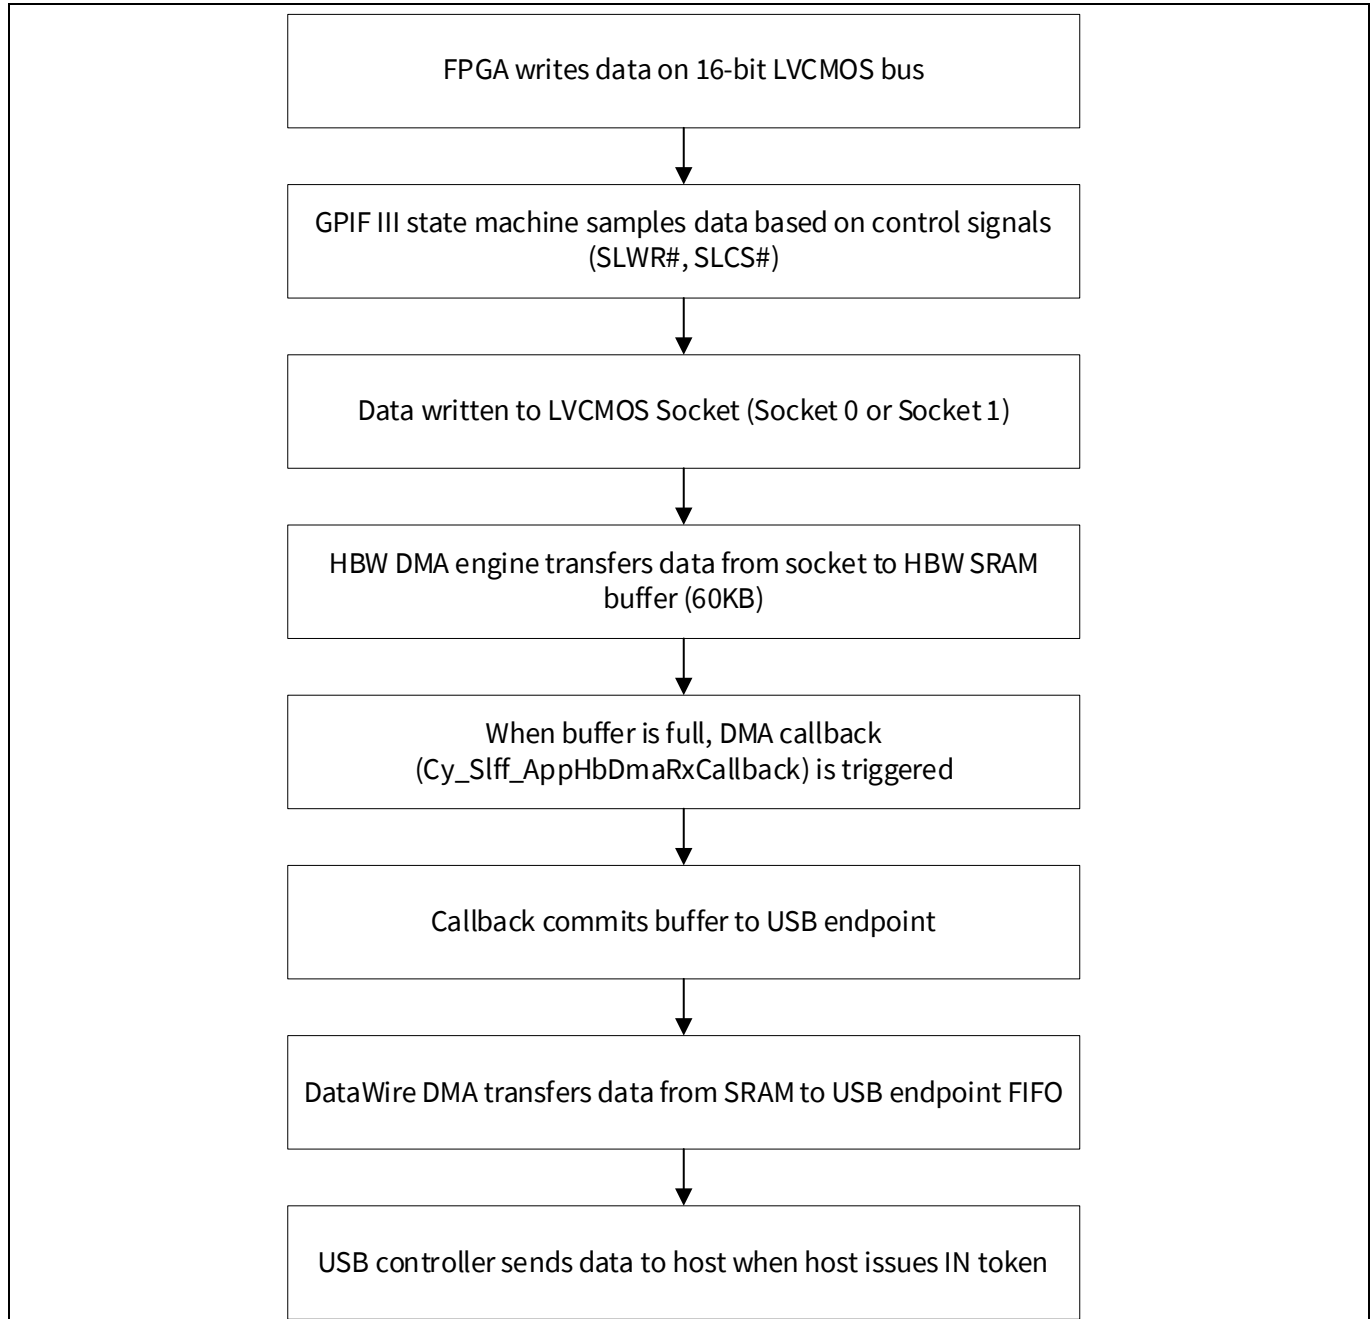 FPGA writes data on 16-bit LVCMOS bus
GPIF III state machine samples data based on control signals
(SLWR#, SLCS#)
Data written to LVCMOS Socket (Socket 0 or Socket 1)
HBW DMA engine transfers data from socket to HBW SRAM
buffer (60KB)
When buffer is full, DMA callback
(Cy_Slff_AppHbDmaRxCallback) is triggered
Callback commits buffer to USB endpoint
DataWire DMA transfers data from SRAM to USB endpoint FIFO
USB controller sends data to host when host issues IN token